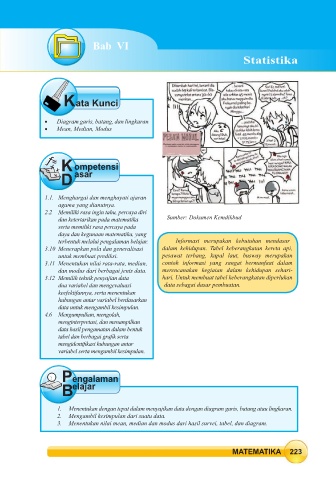 Bab VI
Statistika
Kata Kunci
• Diagram garis, batang, dan lingkaran
• Mean, Median, Modus
Kompetensi
Dasar
1.1. Menghargai dan menghayati ajaran
agama yang dianutnya.
2.2 Memiliki rasa ingin tahu, percaya diri
dan ketertarikan pada matematika
serta memiliki rasa percaya pada
daya dan kegunaan matematika, yang
terbentuk melalui pengalaman belajar.
3.10 Menerapkan pola dan generalisasi
untuk membuat prediksi.
3.11 Menentukan nilai rata-rata, median,
dan modus dari berbagai jenis data.
3.12 Memilih teknik penyajian data
dua variabel dan mengevaluasi
keefektifannya, serta menentukan
hubungan antar variabel berdasarkan
data untuk mengambil kesimpulan.
4.6 Mengumpulkan, mengolah,
menginterpretasi, dan menampilkan
data hasil pengamatan dalam bentuk
tabel dan berbagai grafik serta
mengidentifikasi hubungan antar
variabel serta mengambil kesimpulan.
Sumber: Dokumen Kemdikbud
Informasi merupakan kebutuhan mendasar
dalam kehidupan. Tabel keberangkatan kereta api,
pesawat terbang, kapal laut, busway merupakan
contoh informasi yang sangat bermanfaat dalam
merencanakan kegiatan dalam kehidupan sehari-
hari. Untuk membuat tabel keberangkatan diperlukan
data sebagai dasar pembuatan.
Pengalaman
Belajar
1. Menentukan dengan tepat dalam menyajikan data dengan diagram garis, batang atau lingkaran.
2. Mengambil kesimpulan dari suatu data.
3. Menentukan nilai mean, median dan modus dari hasil survei, tabel, dan diagram.
MATEMATIKA 223